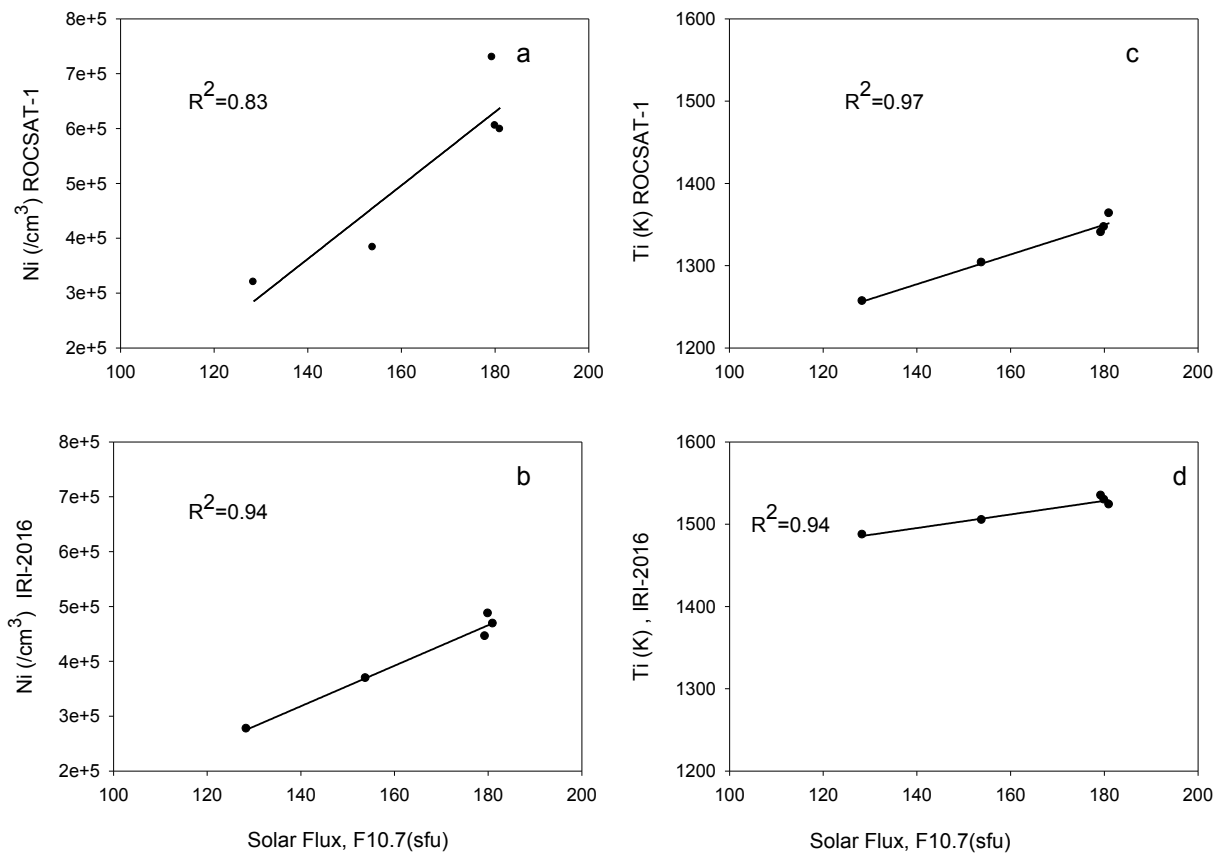 a
R²=0.83
Ni (/cm³) ROCSAT-1
8e+5
7e+5
6e+5
5e+5
4e+5
3e+5
2e+5
100 120 140 160 180 200
c
R²=0.97
Ti (K) ROCSAT-1
1600
1500
1400
1300
1200
100 120 140 160 180 200
b
R²=0.94
Ni (/cm³) IRI-2016
8e+5
7e+5
6e+5
5e+5
4e+5
3e+5
2e+5
100 120 140 160 180 200
Solar Flux, F10.7(sfu)
d
R²=0.94
Ti (K) , IRI-2016
1600
1500
1400
1300
1200
100 120 140 160 180 200
Solar Flux, F10.7(sfu)